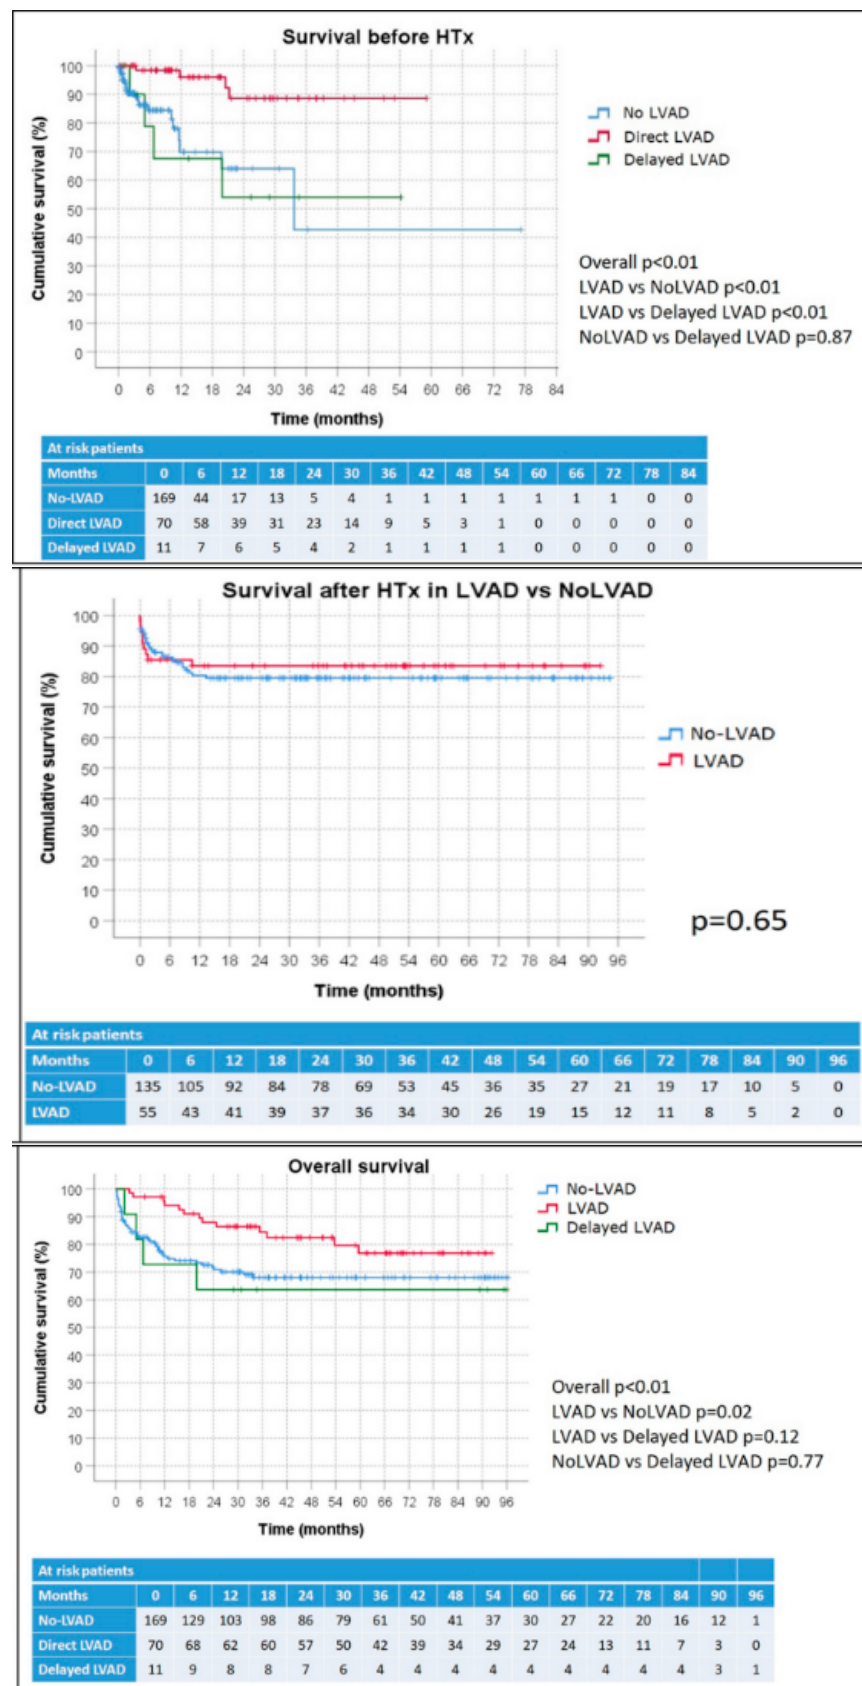 Survival before HTx
Cumulative survival (%)
100
90
80
70
60
50
40
30
20
10
0
0 6 12 18 24 30 36 42 48 54 60 66 72 78 84
Time (months)
No LVAD
Direct LVAD
Delayed LVAD
Overall p<0.01
LVAD vs NoLVAD p<0.01
LVAD vs Delayed LVAD p<0.01
NoLVAD vs Delayed LVAD p=0.87
At risk patients
Months 0 6 12 18 24 30 36 42 48 54 60 66 72 78 84
No-LVAD 169 44 17 13 5 4 1 1 1 1 1 1 1 0 0
Direct LVAD 70 58 39 31 23 14 9 5 3 1 0 0 0 0 0
Delayed LVAD 11 7 6 5 4 2 1 1 1 1 0 0 0 0 0
Survival after HTx in LVAD vs NoLVAD
Cumulative survival (%)
100
90
80
70
60
50
40
30
20
10
0
0 6 12 18 24 30 36 42 48 54 60 66 72 78 84 90 96
Time (months)
No-LVAD
LVAD
p=0.65
At risk patients
Months 0 6 12 18 24 30 36 42 48 54 60 66 72 78 84 90 96
No-LVAD 135 105 92 84 78 69 53 45 36 35 27 21 19 17 10 5 0
LVAD 55 43 41 39 37 36 34 30 26 19 15 12 11 8 5 2 0
Overall survival
Cumulative survival (%)
100
90
80
70
60
50
40
30
20
10
0
0 6 12 18 24 30 36 42 48 54 60 66 72 78 84 90 96
Time (months)
No-LVAD
LVAD
Delayed LVAD
Overall p<0.01
LVAD vs NoLVAD p=0.02
LVAD vs Delayed LVAD p=0.12
NoLVAD vs Delayed LVAD p=0.77
At risk patients
Months 0 6 12 18 24 30 36 42 48 54 60 66 72 78 84 90 96
No-LVAD 169 129 103 98 86 79 61 50 41 37 30 27 22 20 16 12 1
Direct LVAD 70 68 62 60 57 50 42 39 34 29 27 24 13 11 7 3 0
Delayed LVAD 11 9 8 8 7 6 4 4 4 4 4 4 4 4 4 3 1